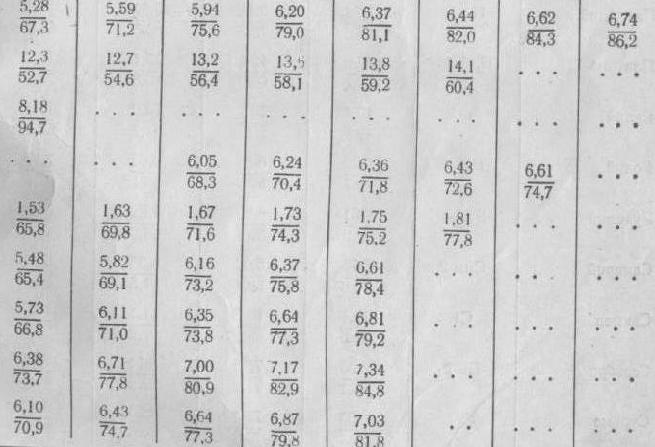 5,28 5,59 5,94 6,20 6,37 6,44 6,62 6,74
67,3 71,2 75,6 79,0 81,1 82,0 84,3 86,2
12,3 12,7 13,2 13,5 13,8 14,1 . . . . . .
52,7 54,6 56,4 58,1 59,2 60,4
8,18 . . . . . . . . . . . . . . . . . . . . .
94,7
. . . . . . 6,05 6,24 6,36 6,43 6,61 . . .
68,3 70,4 71,8 72,6 74,7
1,53 1,63 1,67 1,73 1.75 1,81 . . . . . .
65,8 69,8 71,6 74,3 75.2 77,8
5,48 5,82 6,16 6,37 6,61 . . . . . . . . .
65,4 69,1 73,2 75,8 78,4
5,73 6,11 6,35 6,64 6,81 . . . . . . . . .
66,8 71,0 73,8 77,3 79,2
6,38 6,71 7,00 7,17 7,34 . . . . . . . . .
73,7 77,8 80,9 82,9 84,8
6,10 6,43 6,64 6,87 7,03 . . . . . . . .
70,9 74,7 77,3 79,8 81,8